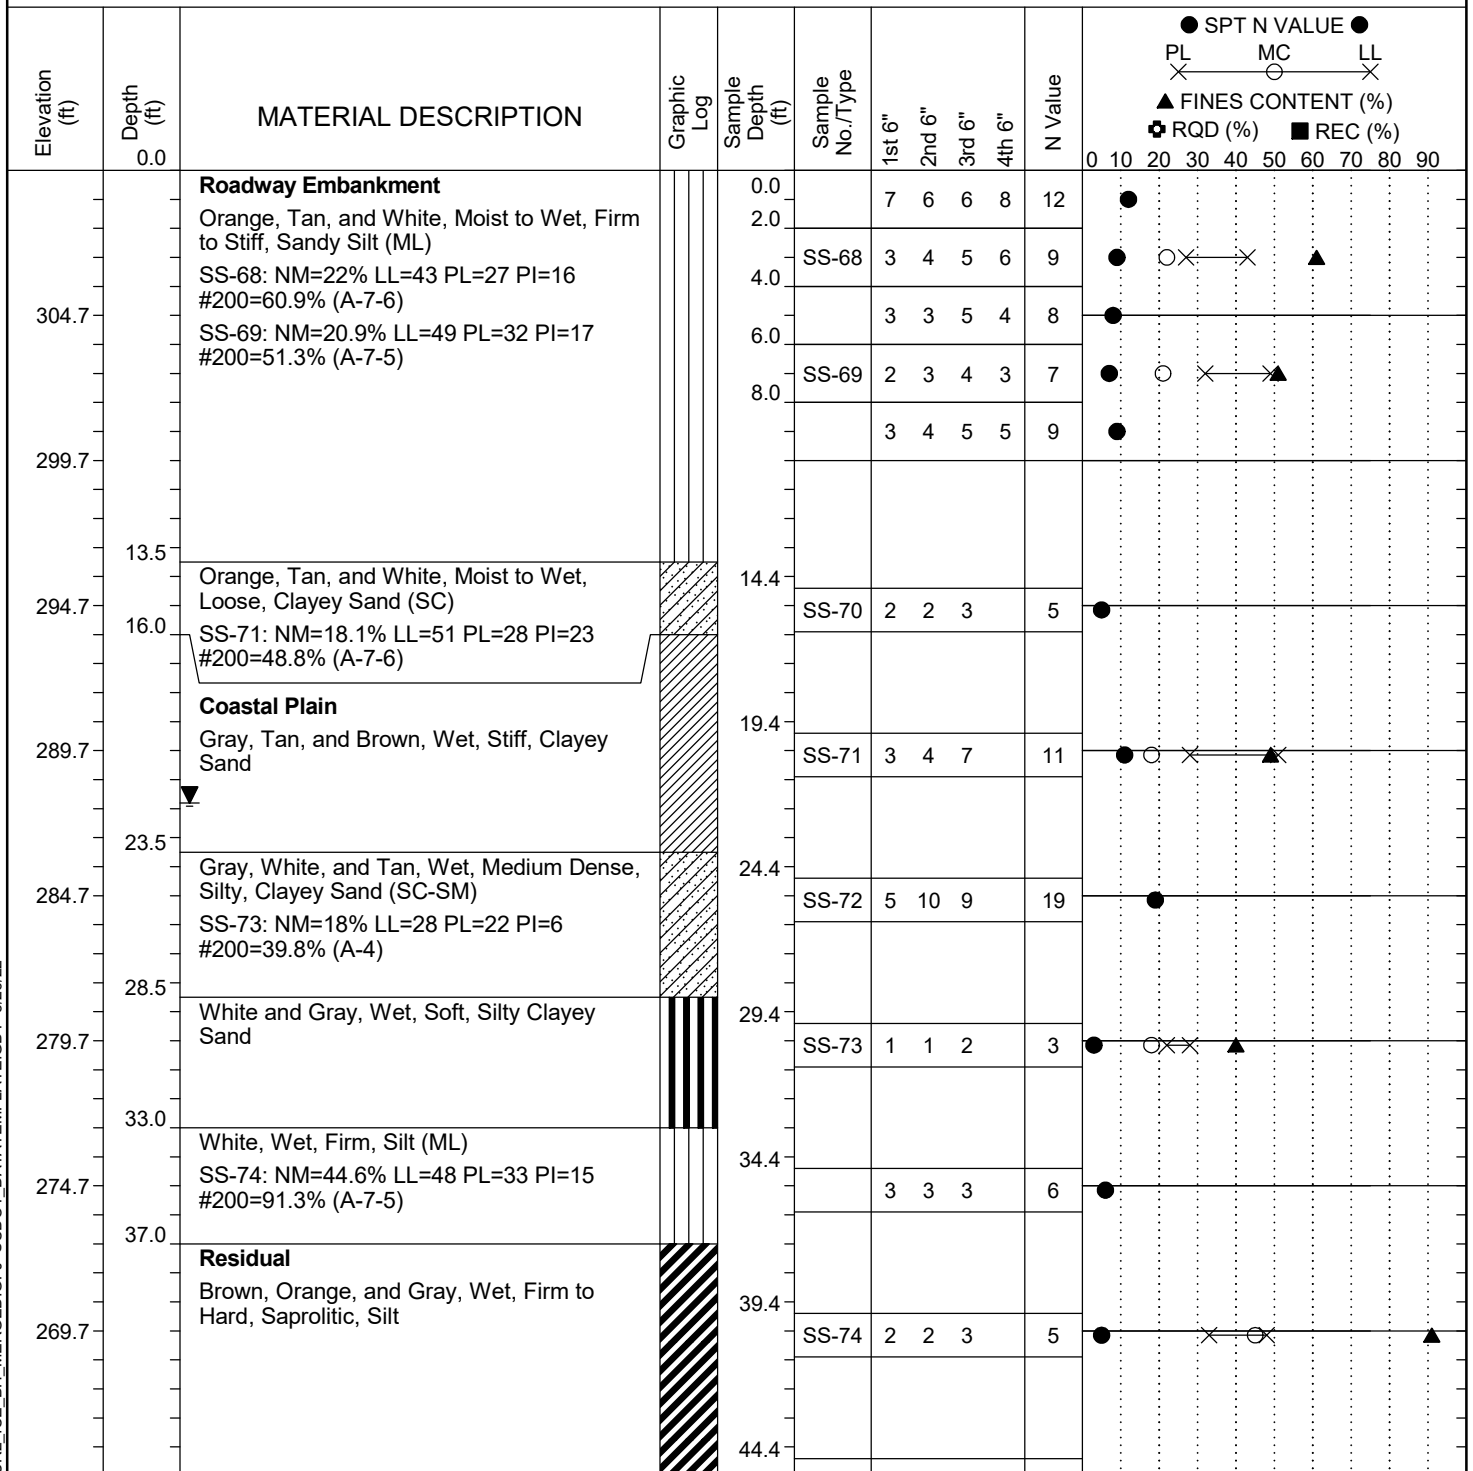 ● SPT N VALUE ●
PL MC LL
▲ FINES CONTENT (%)
RQD (%) ■ REC (%)
0 10 20 30 40 50 60 70 80 90
Elevation (ft)
Depth (ft)
0.0
MATERIAL DESCRIPTION
Graphic Log
Sample Depth (ft)
Sample No./Type
1st 6"
2nd 6"
3rd 6"
4th 6"
N Value
Roadway Embankment
Orange, Tan, and White, Moist to Wet, Firm
to Stiff, Sandy Silt (ML)
SS-68: NM=22% LL=43 PL=27 PI=16
#200=60.9% (A-7-6)
SS-69: NM=20.9% LL=49 PL=32 PI=17
#200=51.3% (A-7-5)
0.0
7 6 6 8 12
2.0
SS-68 3 4 5 6 9
4.0
304.7
3 3 5 4 8
6.0
SS-69 2 3 4 3 7
8.0
3 4 5 5 9
299.7
13.5
Orange, Tan, and White, Moist to Wet,
Loose, Clayey Sand (SC)
SS-71: NM=18.1% LL=51 PL=28 PI=23
#200=48.8% (A-7-6)
14.4
294.7
SS-70 2 2 3 5
16.0
Coastal Plain
Gray, Tan, and Brown, Wet, Stiff, Clayey
Sand
19.4
289.7
SS-71 3 4 7 11
23.5
Gray, White, and Tan, Wet, Medium Dense,
Silty, Clayey Sand (SC-SM)
SS-73: NM=18% LL=28 PL=22 PI=6
#200=39.8% (A-4)
24.4
284.7
SS-72 5 10 9 19
28.5
White and Gray, Wet, Soft, Silty Clayey
Sand
29.4
279.7
SS-73 1 1 2 3
33.0
White, Wet, Firm, Silt (ML)
SS-74: NM=44.6% LL=48 PL=33 PI=15
#200=91.3% (A-7-5)
34.4
274.7
3 3 3 6
37.0
Residual
Brown, Orange, and Gray, Wet, Firm to
Hard, Saprolitic, Silt
39.4
269.7
SS-74 2 2 3 5
44.4